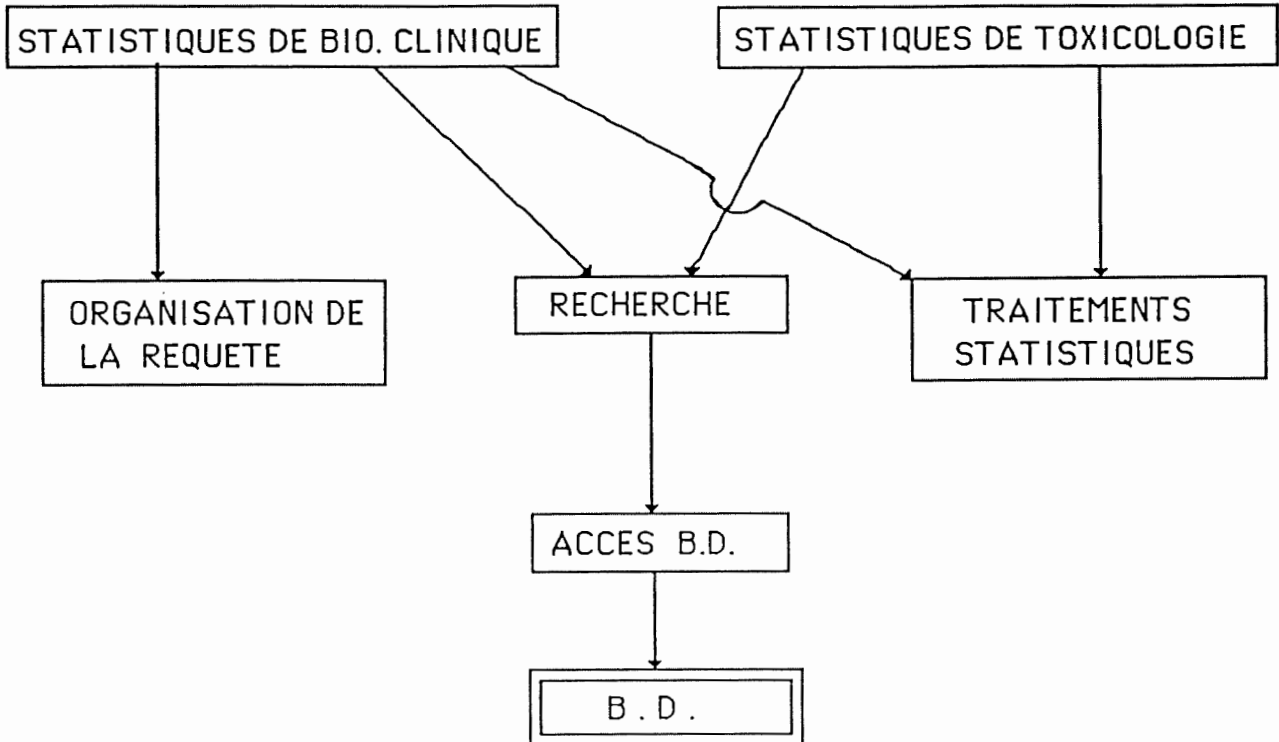 STATISTIQUES DE BIO. CLINIQUE
STATISTIQUES DE TOXICOLOGIE
ORGANISATION DE
LA REQUETE
RECHERCHE
TRAITEMENTS
STATISTIQUES
ACCES B.D.
B.D.